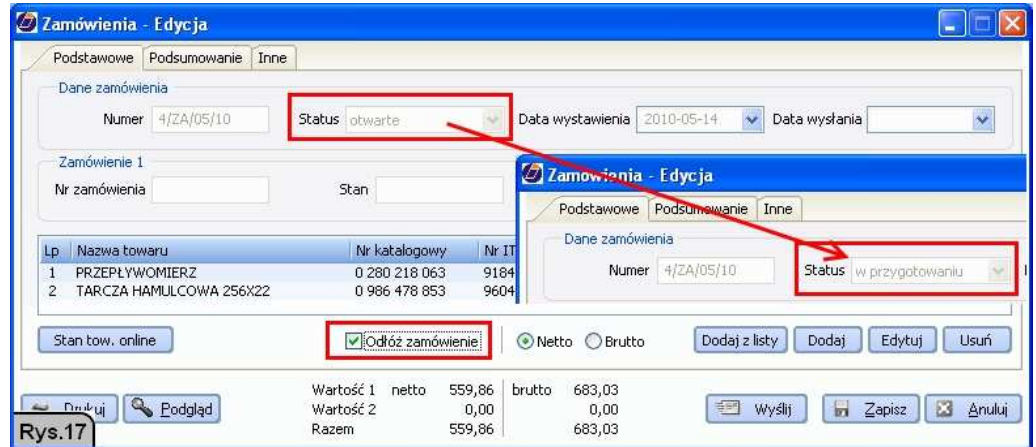 Zamówienia - Edycja
Podstawowe Podsumowanie Inne
Dane zamówienia
Numer 4/ZA/05/10 Status otwarte Data wystawienia 2010-05-14 Data wysłania
Zamówienie 1
Nr zamówienia Stan
Zamówienia - Edycja
Podstawowe Podsumowanie Inne
Dane zamówienia
Numer 4/ZA/05/10 Status w przygotowaniu
Lp Nazwa towaru Nr katalogowy Nr IT
1 PRZEPŁYWOMIERZ 0 280 218 063 9184
2 TARCZA HAMULCOWA 256X22 0 986 478 853 9604
Stan tow. online Odłóż zamówienie Netto Brutto Dodaj z listy Dodaj Edytuj Usuń
Wartość 1 netto 559,86 brutto 683,03
Drukuj Podgląd Wartość 2 0,00 0,00 Wyślij Zapisz Anuluj
Razem 559,86 683,03
Rys.17